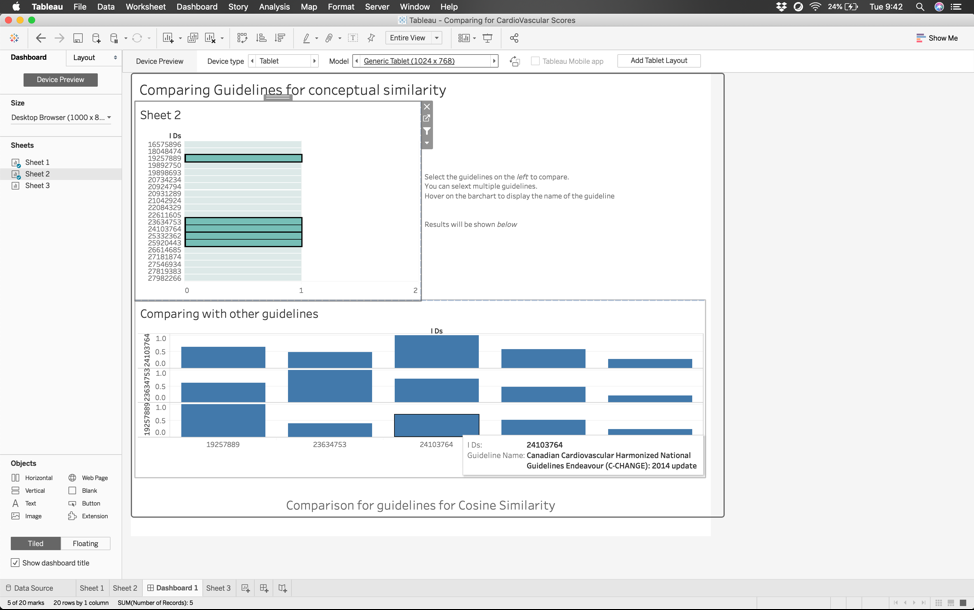 Tableau File Data Worksheet Dashboard Story Analysis Map Format Server Window Help 24% Tue 9:42
Tableau - Comparing for CardioVascular Scores
Entire View Show Me
Dashboard Layout Device Preview Device type Tablet Model Generic Tablet (1024 x 768) Tableau Mobile app Add Tablet Layout
Device Preview
Size
Desktop Browser (1000 x 8...
Sheets
Sheet 1
Sheet 2
Sheet 3
Objects
Horizontal Web Page
Vertical Blank
Text Button
Image Extension
Tiled Floating
Show dashboard title
Comparing Guidelines for conceptual similarity
Sheet 2
I Ds
16575896
18048474
19257889
19892750
19898693
20734234
20924794
20931289
21042924
22084329
22611605
23634753
24103764
25332362
25920443
26614685
27181874
27546934
27819383
27982266
0 1 2
Select the guidelines on the left to compare.
You can selext multiple guidelines.
Hover on the barchart to display the name of the guideline
Results will be shown below
Comparing with other guidelines
I Ds
24103764
1.0
0.5
0.0
23634753
1.0
0.5
0.0
19257889
1.0
0.5
0.0
19257889 23634753 24103764
I Ds: 24103764
Guideline Name: Canadian Cardiovascular Harmonized National
Guidelines Endeavour (C-CHANGE): 2014 update
Comparison for guidelines for Cosine Similarity
Data Source Sheet 1 Sheet 2 Dashboard 1 Sheet 3
5 of 20 marks 20 rows by 1 column SUM(Number of Records): 5